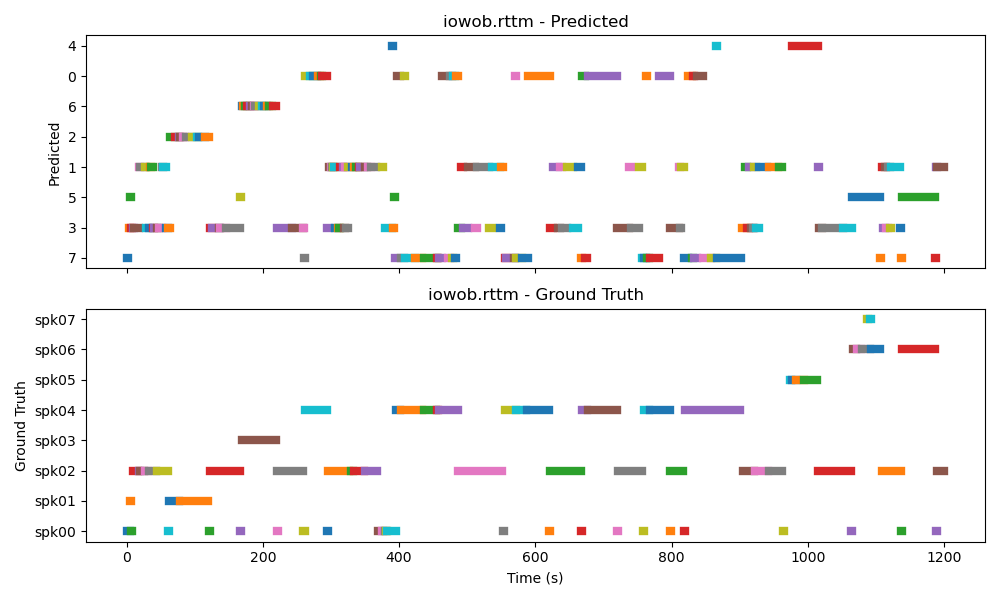 iowob.rttm - Predicted
4
0
6
2
1
5
3
7
Predicted
iowob.rttm - Ground Truth
spk07
spk06
spk05
spk04
spk03
spk02
spk01
spk00
Ground Truth
0 200 400 600 800 1000 1200
Time (s)